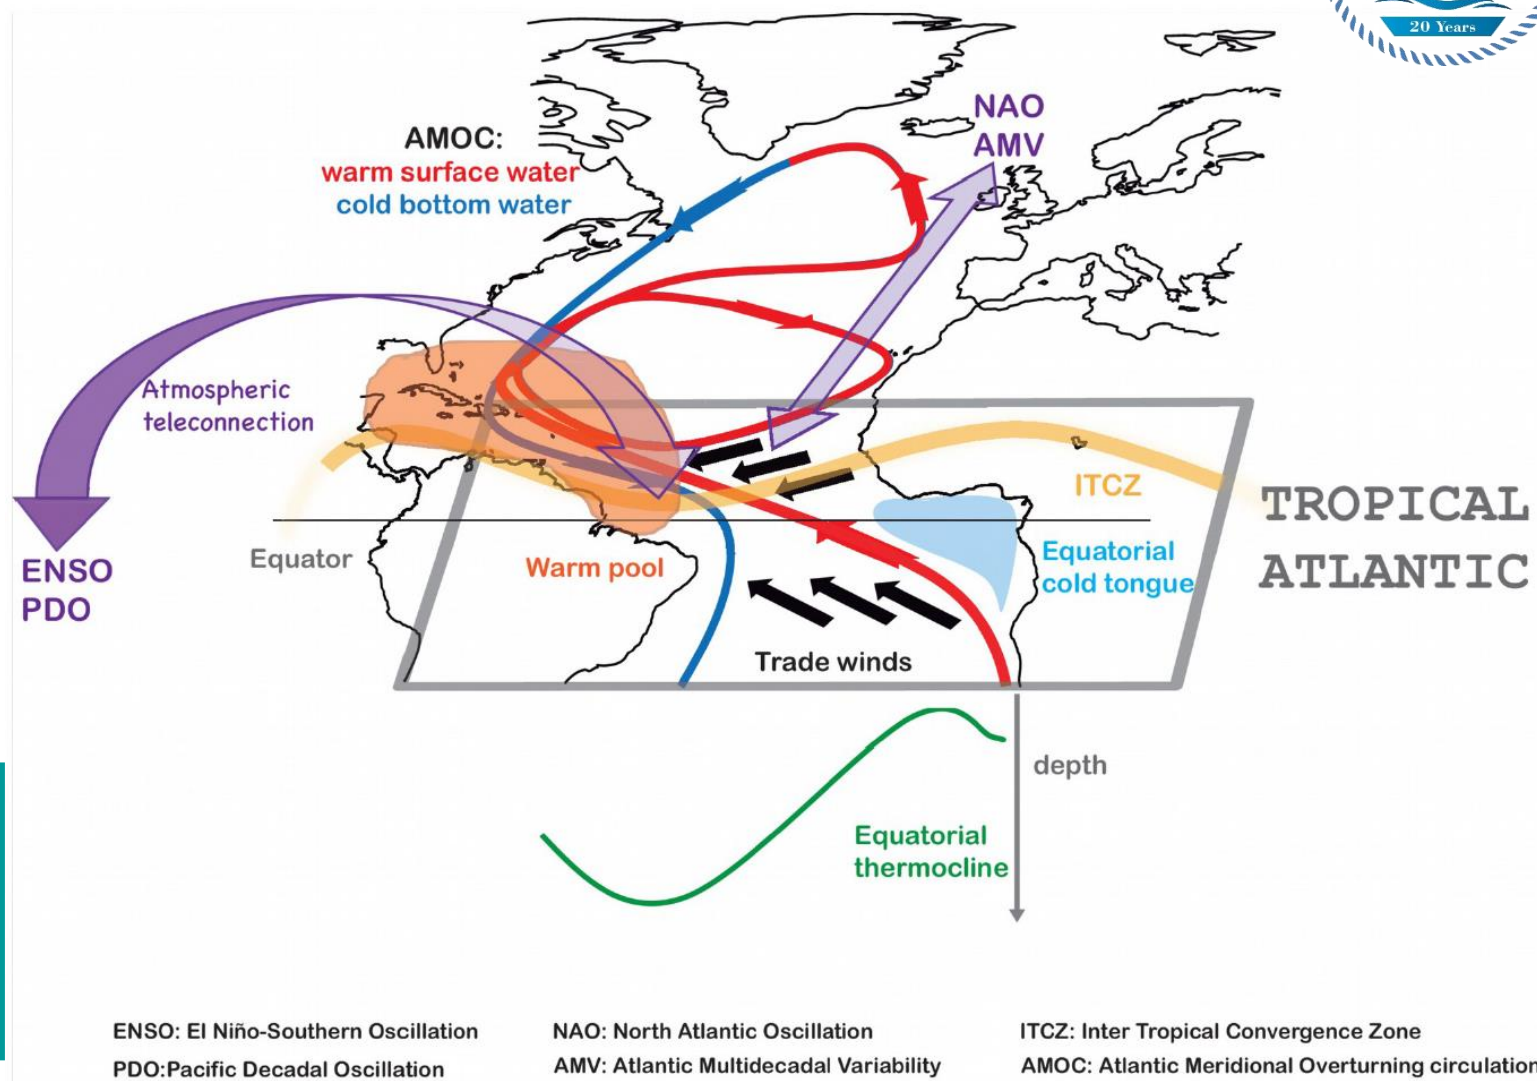 20 Years
NAO
AMV
AMOC:
warm surface water
cold bottom water
Atmospheric
teleconnection
ITCZ
TROPICAL
ATLANTIC
Equator
Warm pool
Equatorial
cold tongue
ENSO
PDO
Trade winds
depth
Equatorial
thermocline
ENSO: El Niño-Southern Oscillation
NAO: North Atlantic Oscillation
ITCZ: Inter Tropical Convergence Zone
PDO:Pacific Decadal Oscillation
AMV: Atlantic Multidecadal Variability
AMOC: Atlantic Meridional Overturning circulation